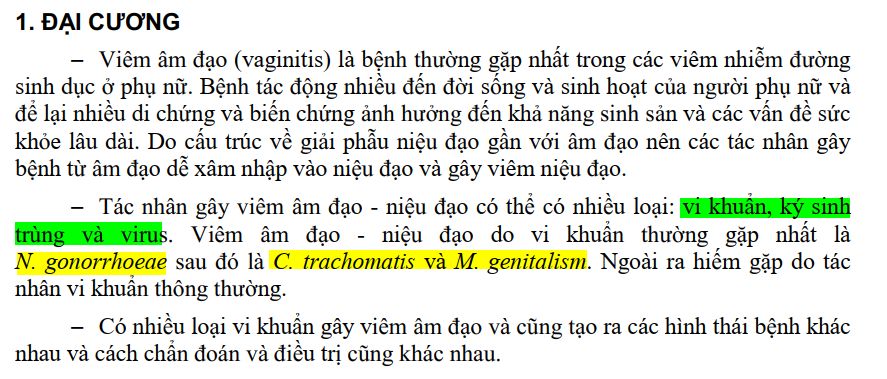 1. ĐẠI CƯƠNG
– Viêm âm đạo (vaginitis) là bệnh thường gặp nhất trong các viêm nhiễm đường
sinh dục ở phụ nữ. Bệnh tác động nhiều đến đời sống và sinh hoạt của người phụ nữ và
để lại nhiều di chứng và biến chứng ảnh hưởng đến khả năng sinh sản và các vấn đề sức
khỏe lâu dài. Do cấu trúc về giải phẫu niệu đạo gần với âm đạo nên các tác nhân gây
bệnh từ âm đạo dễ xâm nhập vào niệu đạo và gây viêm niệu đạo.
– Tác nhân gây viêm âm đạo - niệu đạo có thể có nhiều loại: vi khuẩn, ký sinh
trùng và virus. Viêm âm đạo - niệu đạo do vi khuẩn thường gặp nhất là
N. gonorrhoeae sau đó là C. trachomatis và M. genitalism. Ngoài ra hiếm gặp do tác
nhân vi khuẩn thông thường.
– Có nhiều loại vi khuẩn gây viêm âm đạo và cũng tạo ra các hình thái bệnh khác
nhau và cách chẩn đoán và điều trị cũng khác nhau.